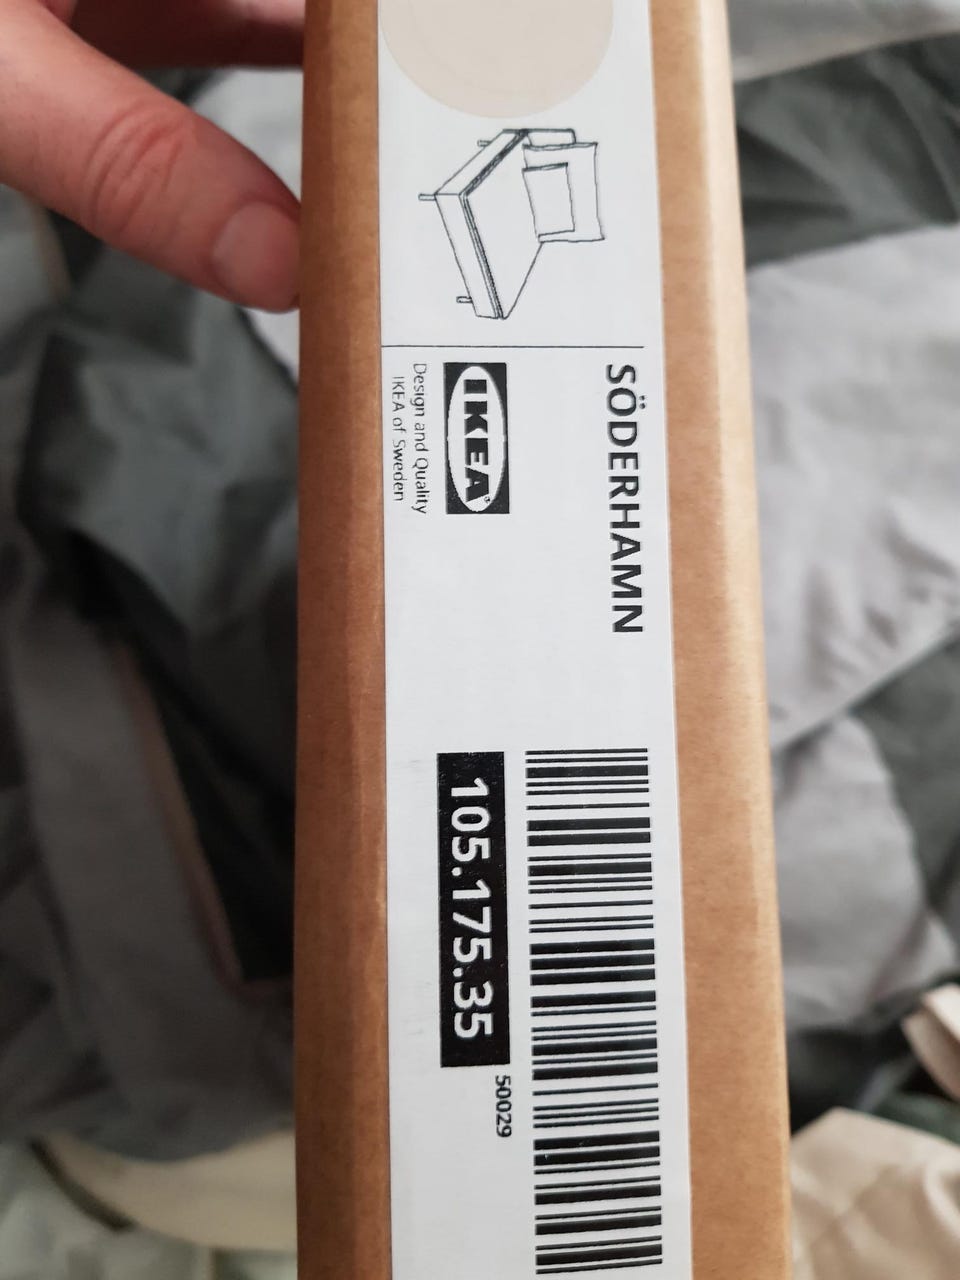 SÖDERHAMN
IKEA®
Design and Quality
IKEA of Sweden
105.175.35
50029